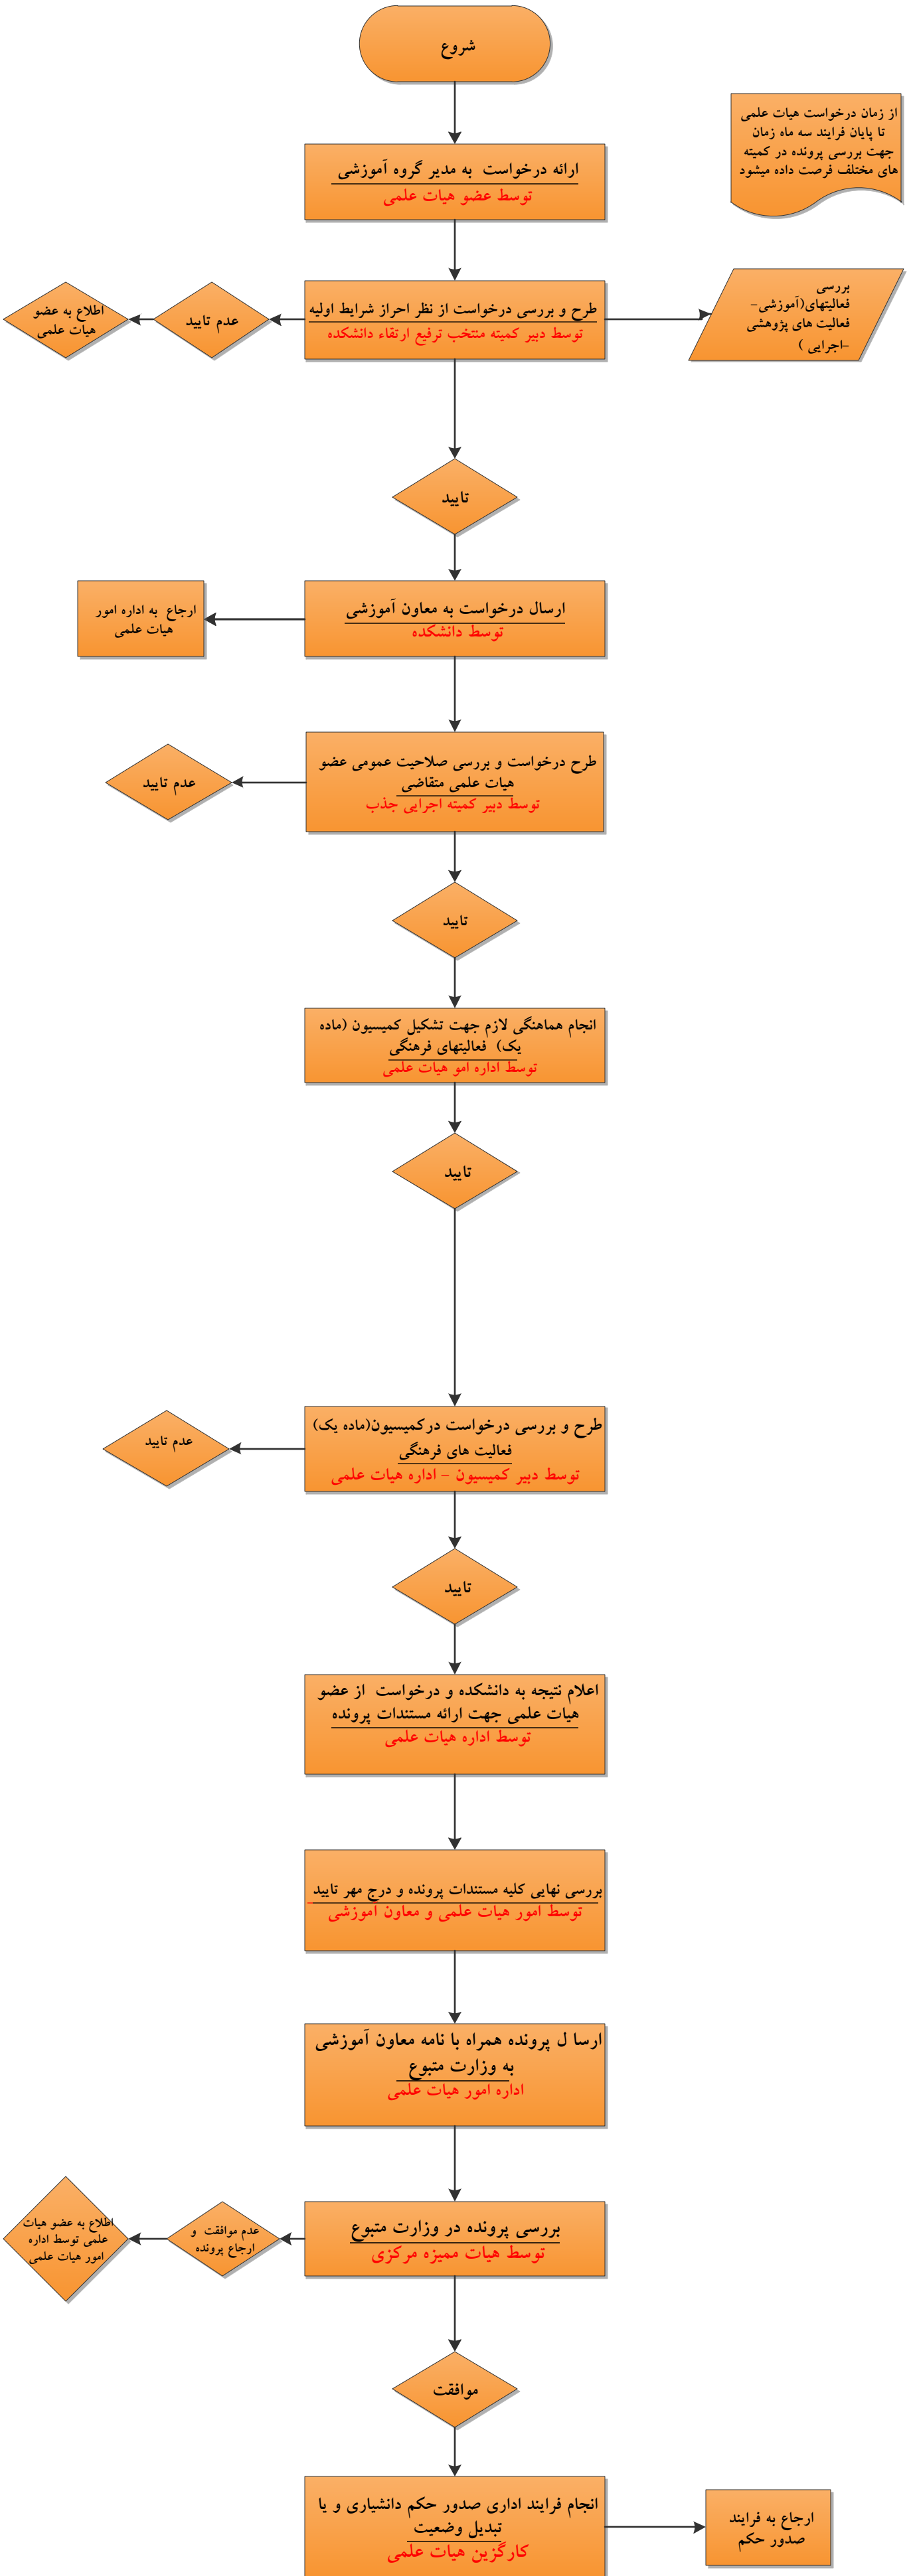 شروع
از زمان درخواست هیات علمی
تا پایان فرایند سه ماه زمان
جهت بررسی پرونده در کمیته
های مختلف فرصت داده میشود
ارائه درخواست به مدیر گروه آموزشی
توسط عضو هیات علمی
بررسی
فعالیتهای(آموزشی-
فعالیت های پژوهشی
-اجرایی )
طرح و بررسی درخواست از نظر احراز شرایط اولیه
توسط دبیر کمیته منتخب ترفیع ارتقاء دانشکده
عدم تایید
اطلاع به عضو
هیات علمی
تایید
ارسال درخواست به معاون آموزشی
توسط دانشکده
ارجاع به اداره امور
هیات علمی
طرح درخواست و بررسی صلاحیت عمومی عضو
هیات علمی متقاضی
توسط دبیر کمیته اجرایی جذب
عدم تایید
تایید
انجام هماهنگی لازم جهت تشکیل کمیسیون (ماده
یک) فعالیتهای فرهنگی
توسط اداره امو هیات علمی
تایید
طرح و بررسی درخواست درکمیسیون(ماده یک)
فعالیت های فرهنگی
توسط دبیر کمیسیون - اداره هیات علمی
عدم تایید
تایید
اعلام نتیجه به دانشکده و درخواست از عضو
هیات علمی جهت ارائه مستندات پرونده
توسط اداره هیات علمی
بررسی نهایی کلیه مستندات پرونده و درج مهر تایید
توسط امور هیات علمی و معاون آموزشی
ارسا ل پرونده همراه با نامه معاون آموزشی
به وزارت متبوع
اداره امور هیات علمی
بررسی پرونده در وزارت متبوع
توسط هیات ممیزه مرکزی
عدم موافقت و
ارجاع پرونده
اطلاع به عضو هیات
علمی توسط اداره
امور هیات علمی
موافقت
انجام فرایند اداری صدور حکم دانشیاری و یا
تبدیل وضعیت
کارگزین هیات علمی
ارجاع به فرایند
صدور حکم